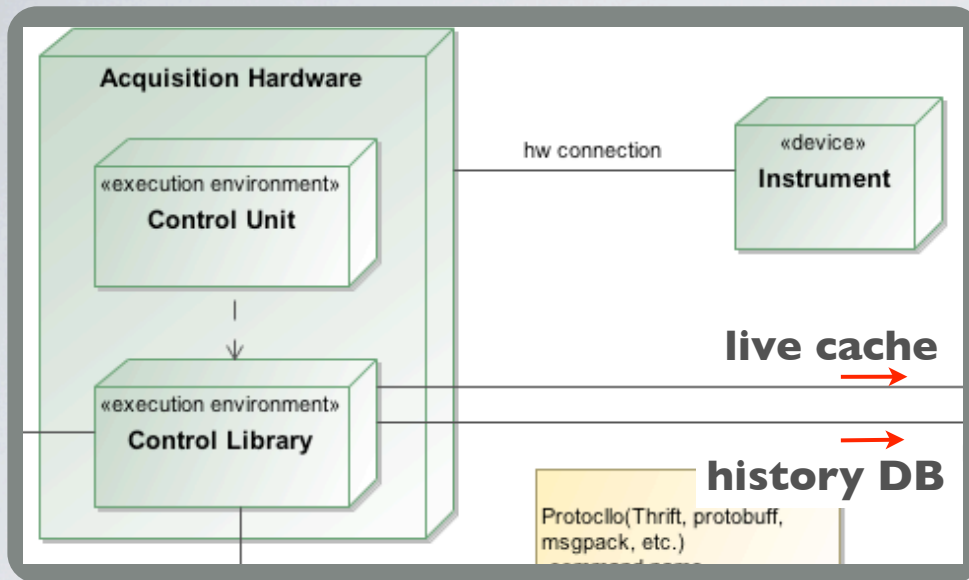 Acquisition Hardware
«execution environment»
Control Unit
«execution environment»
Control Library
hw connection
«device»
Instrument
live cache
history DB
Protocllo(Thrift, protobuff,
msgpack, etc.)